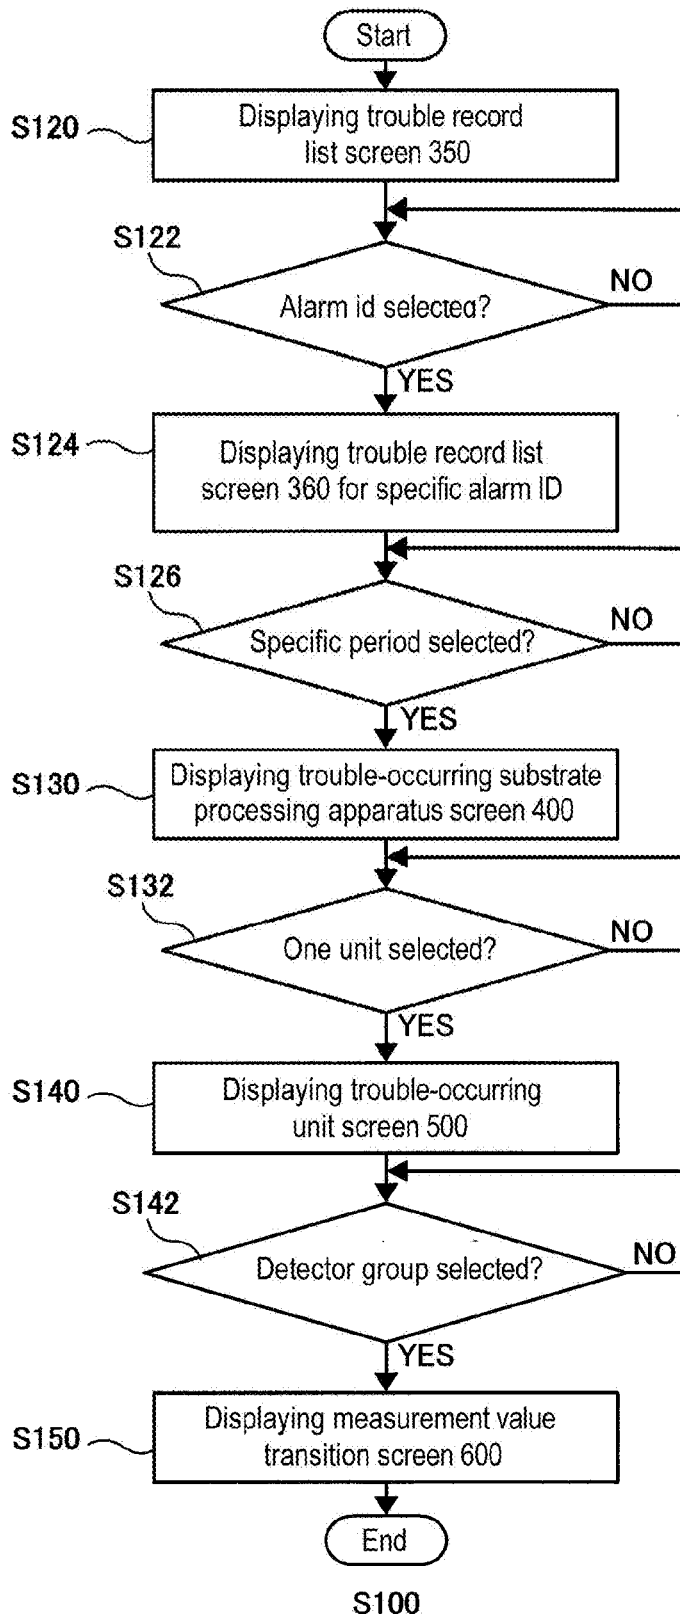 Start
S120
Displaying trouble record
list screen 350
S122
Alarm id selected?
NO
YES
S124
Displaying trouble record list
screen 360 for specific alarm ID
S126
Specific period selected?
NO
YES
S130
Displaying trouble-occurring substrate
processing apparatus screen 400
S132
One unit selected?
NO
YES
S140
Displaying trouble-occurring
unit screen 500
S142
Detector group selected?
NO
YES
S150
Displaying measurement value
transition screen 600
End
S100